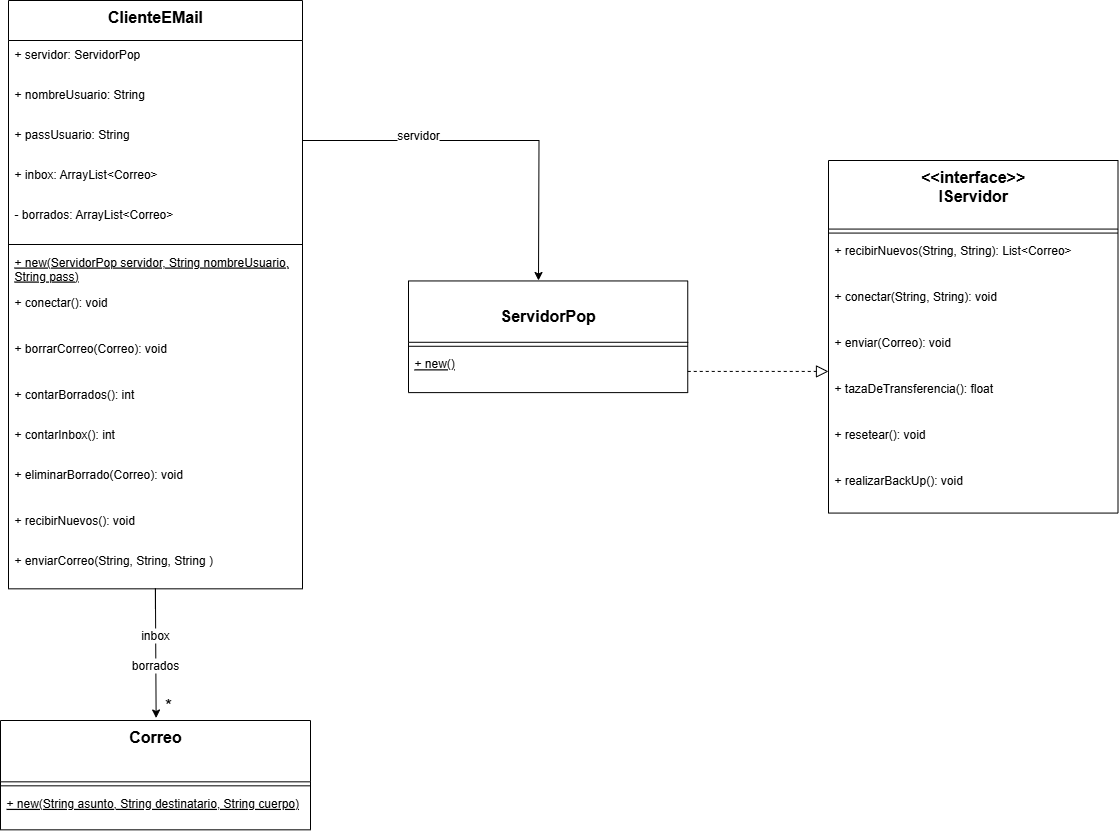 ClienteEMail
+ servidor: ServidorPop
+ nombreUsuario: String
+ passUsuario: String
+ inbox: ArrayList<Correo>
- borrados: ArrayList<Correo>
+ new(ServidorPop servidor, String nombreUsuario,
String pass)
+ conectar(): void
+ borrarCorreo(Correo): void
+ contarBorrados(): int
+ contarInbox(): int
+ eliminarBorrado(Correo): void
+ recibirNuevos(): void
+ enviarCorreo(String, String, String )
servidor
ServidorPop
+ new()
<<interface>>
IServidor
+ recibirNuevos(String, String): List<Correo>
+ conectar(String, String): void
+ enviar(Correo): void
+ tazaDeTransferencia(): float
+ resetear(): void
+ realizarBackUp(): void
inbox
borrados
*
Correo
+ new(String asunto, String destinatario, String cuerpo)